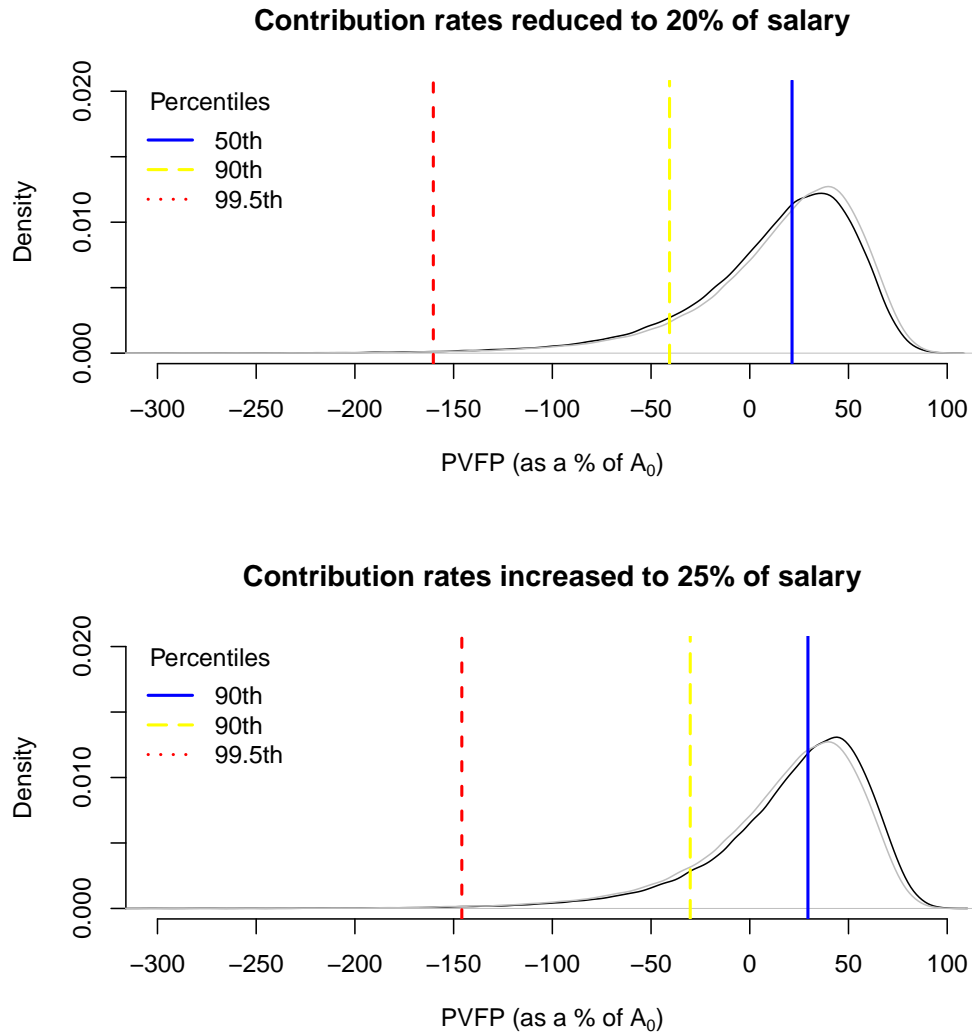 Contribution rates reduced to 20% of salary
Percentiles
50th
90th
99.5th
Density
0.000
0.010
0.020
−300 −250 −200 −150 −100 −50 0 50 100
PVFP (as a % of A₀)
Contribution rates increased to 25% of salary
Percentiles
90th
90th
99.5th
Density
0.000
0.010
0.020
−300 −250 −200 −150 −100 −50 0 50 100
PVFP (as a % of A₀)